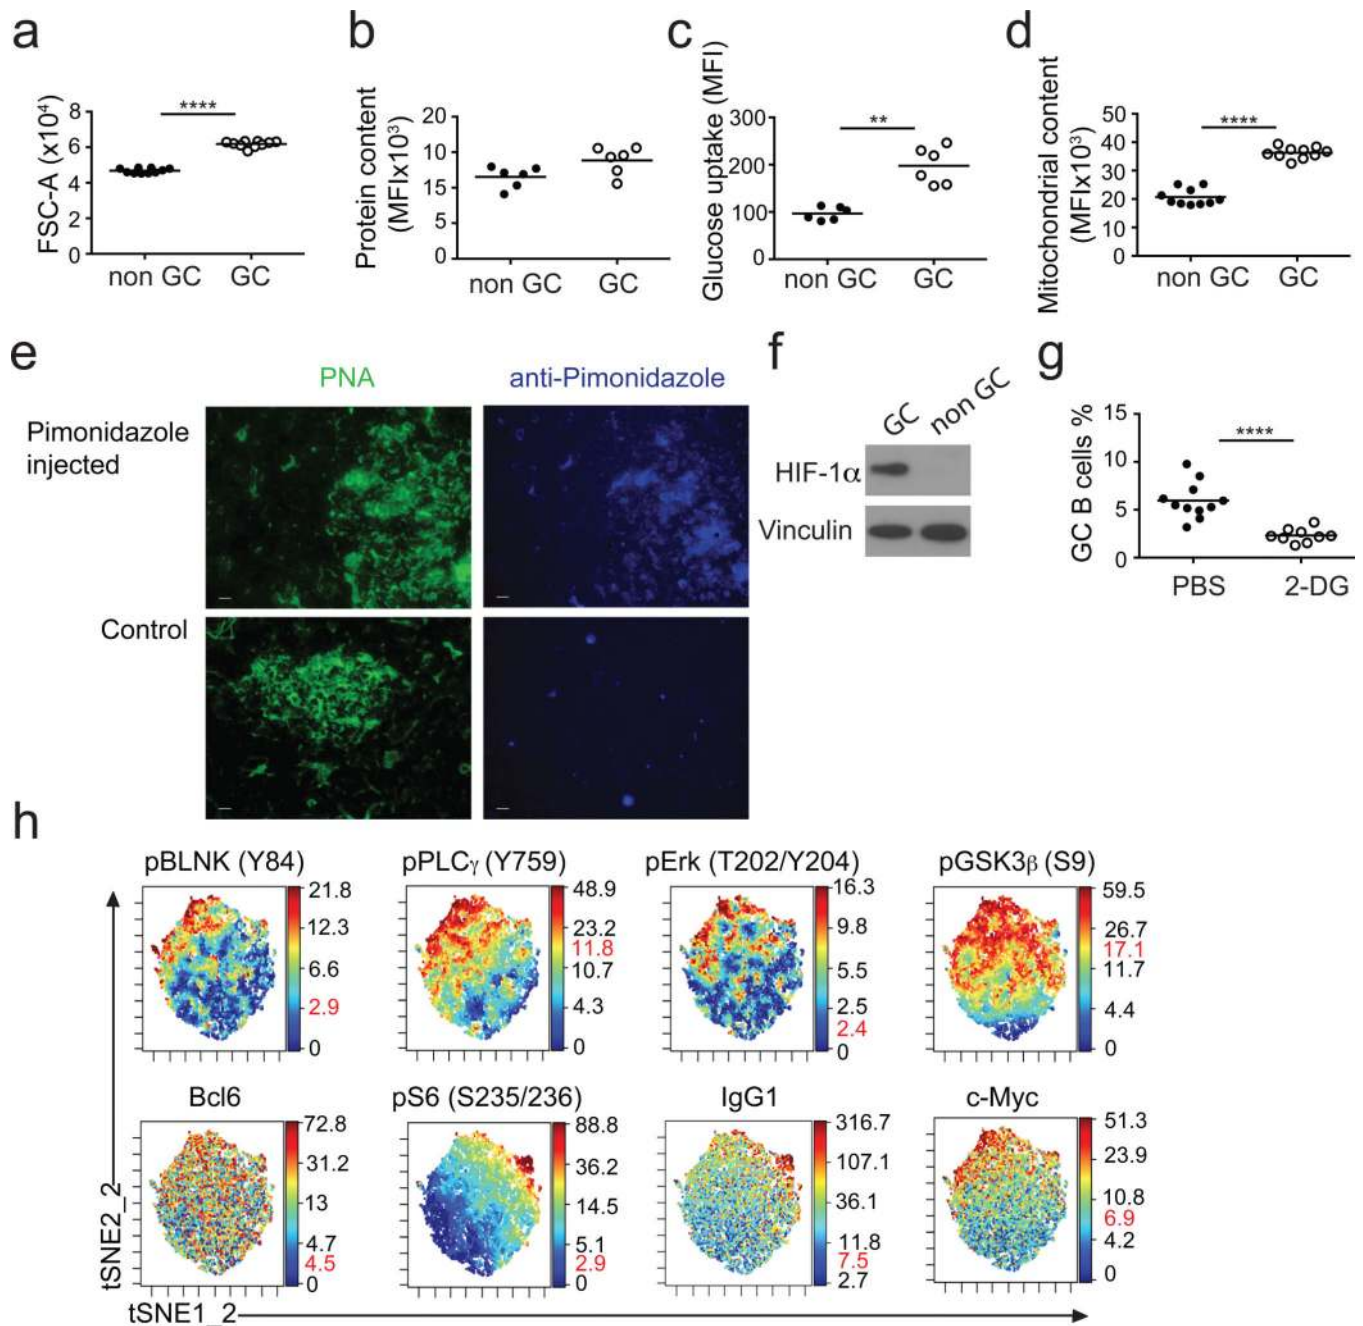 a
FSC-A (x10⁴)
8
6
4
2
0
****
non GC
GC
b
Protein content
(MFIx10³)
20
10
15
5
0
non GC
GC
c
Glucose uptake (MFI)
300
200
100
0
**
non GC
GC
d
Mitochondrial content
(MFIx10³)
50
40
30
20
10
0
****
non GC
GC
e
PNA
anti-Pimonidazole
Pimonidazole
injected
Control
f
GC
non GC
HIF-1α
Vinculin
g
GC B cells %
15
10
5
0
****
PBS
2-DG
h
pBLNK (Y84)
21.8
12.3
6.6
2.9
0
pPLCγ (Y759)
48.9
23.2
11.8
10.7
4.3
0
pErk (T202/Y204)
16.3
9.8
5.5
2.5
2.4
0
pGSK3β (S9)
59.5
26.7
17.1
11.7
4.4
0
Bcl6
72.8
31.2
13
4.7
4.5
0
pS6 (S235/236)
88.8
36.2
14.5
5.1
2.9
0
IgG1
316.7
107.1
36.1
11.8
7.5
2.7
c-Myc
51.3
23.9
10.8
6.9
4.2
0
tSNE2_2
tSNE1_2